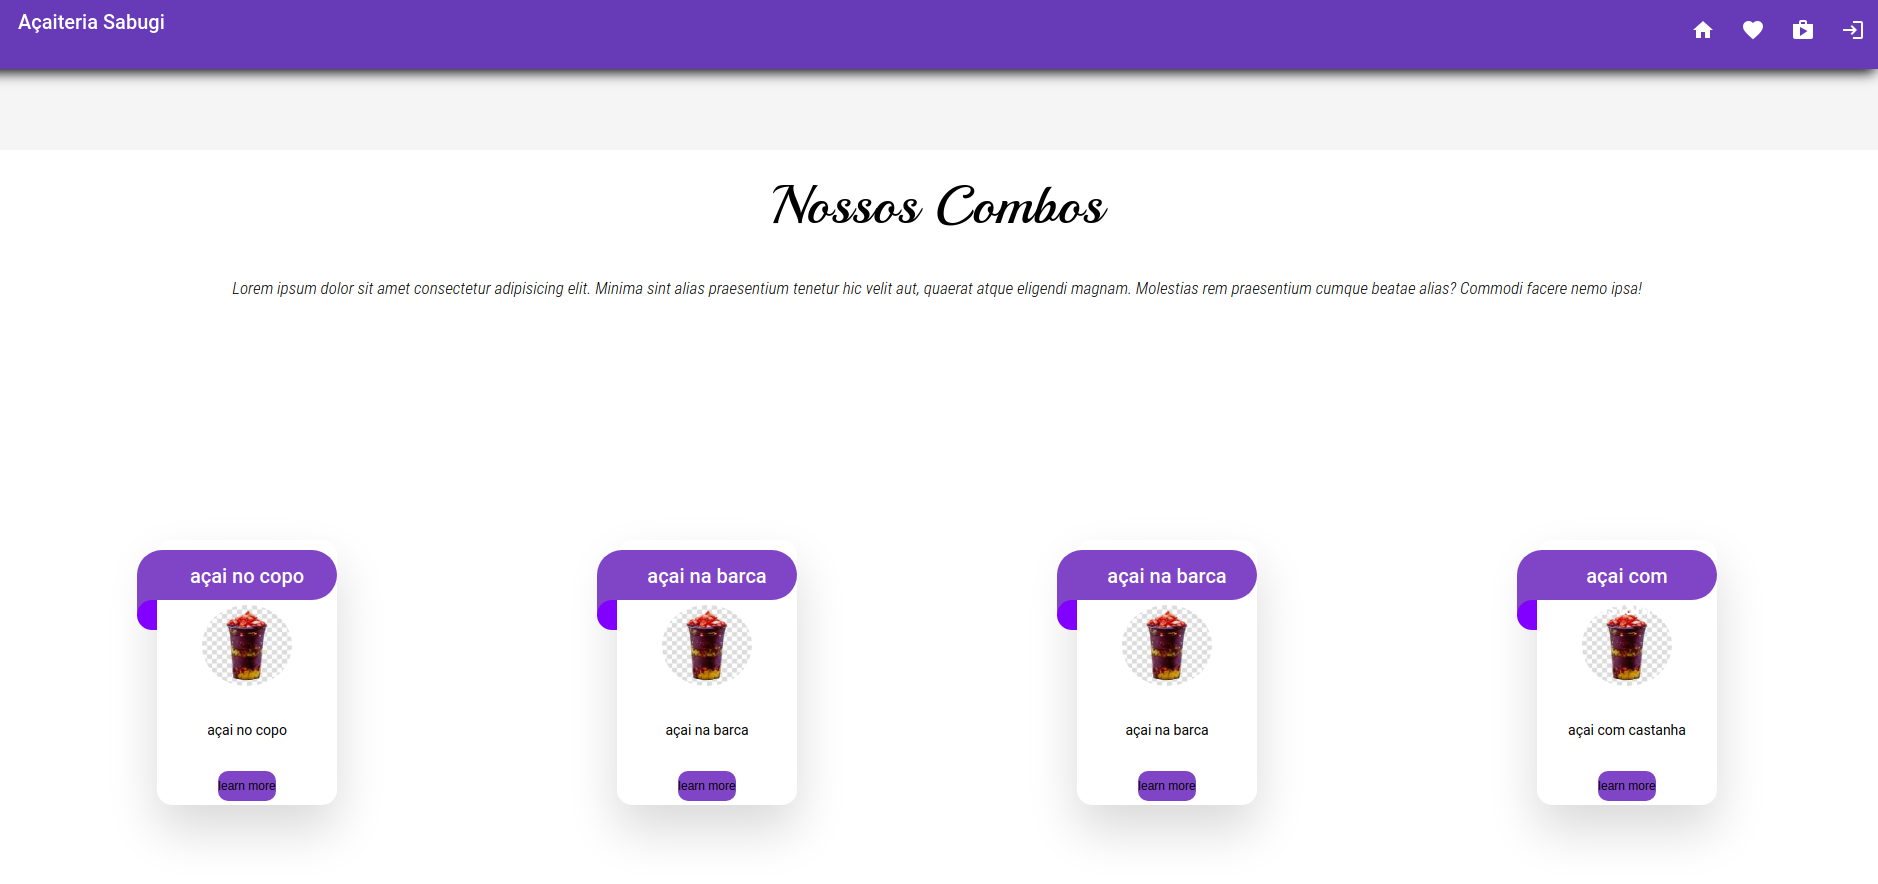 Açaiteria Sabugi
Nossos Combos
Lorem ipsum dolor sit amet consectetur adipisicing elit. Minima sint alias praesentium tenetur hic velit aut, quaerat atque eligendi magnam. Molestias rem praesentium cumque beatae alias? Commodi facere nemo ipsa!
açai no copo
açai na barca
açai na barca
açai com
açai no copo
açai na barca
açai na barca
açai com castanha
learn more
learn more
learn more
learn more